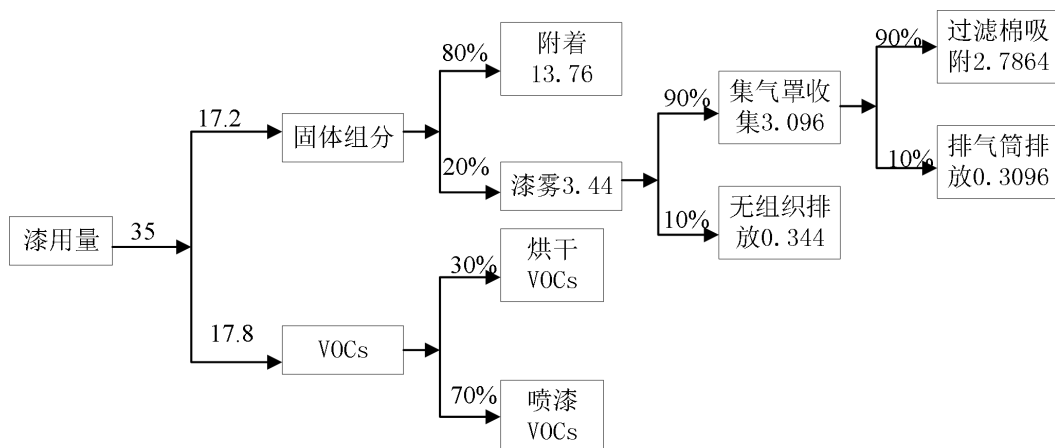 漆用量
35
17.2
固体组分
80%
附着
13.76
20%
漆雾3.44
90%
集气罩收
集3.096
90%
过滤棉吸
附2.7864
10%
排气筒排
放0.3096
10%
无组织排
放0.344
17.8
VOCs
30%
烘干
VOCs
70%
喷漆
VOCs